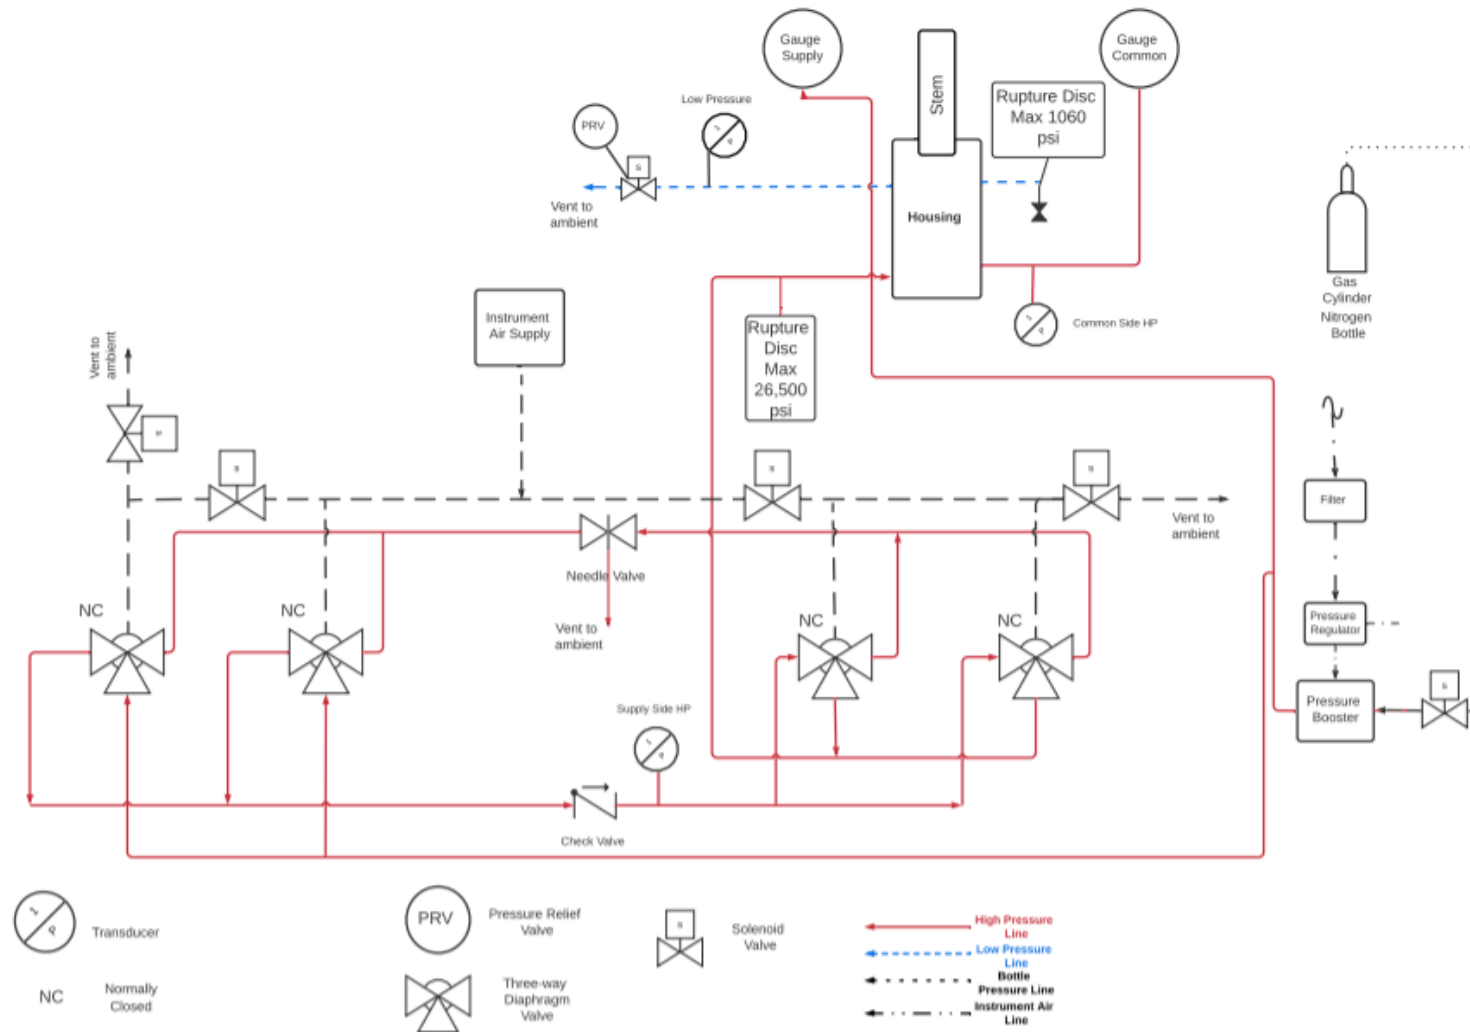 Gauge
Supply
Stem
Gauge
Common
Rupture Disc
Max 1060
psi
Low Pressure
PRV
S
Vent to
ambient
Housing
Gas
Cylinder
Nitrogen
Bottle
Common Side HP
Instrument
Air Supply
Rupture
Disc
Max
26,500
psi
Vent to
ambient
S
S
S
S
Filter
Vent to
ambient
Needle Valve
Vent to
ambient
NC
NC
NC
NC
Pressure
Regulator
S
Pressure
Booster
Supply Side HP
Check Valve
Transducer
NC
Normally
Closed
PRV
Pressure Relief
Valve
Three-way
Diaphragm
Valve
S
Solenoid
Valve
High Pressure
Line
Low Pressure
Line
Bottle
Pressure Line
Instrument Air
Line